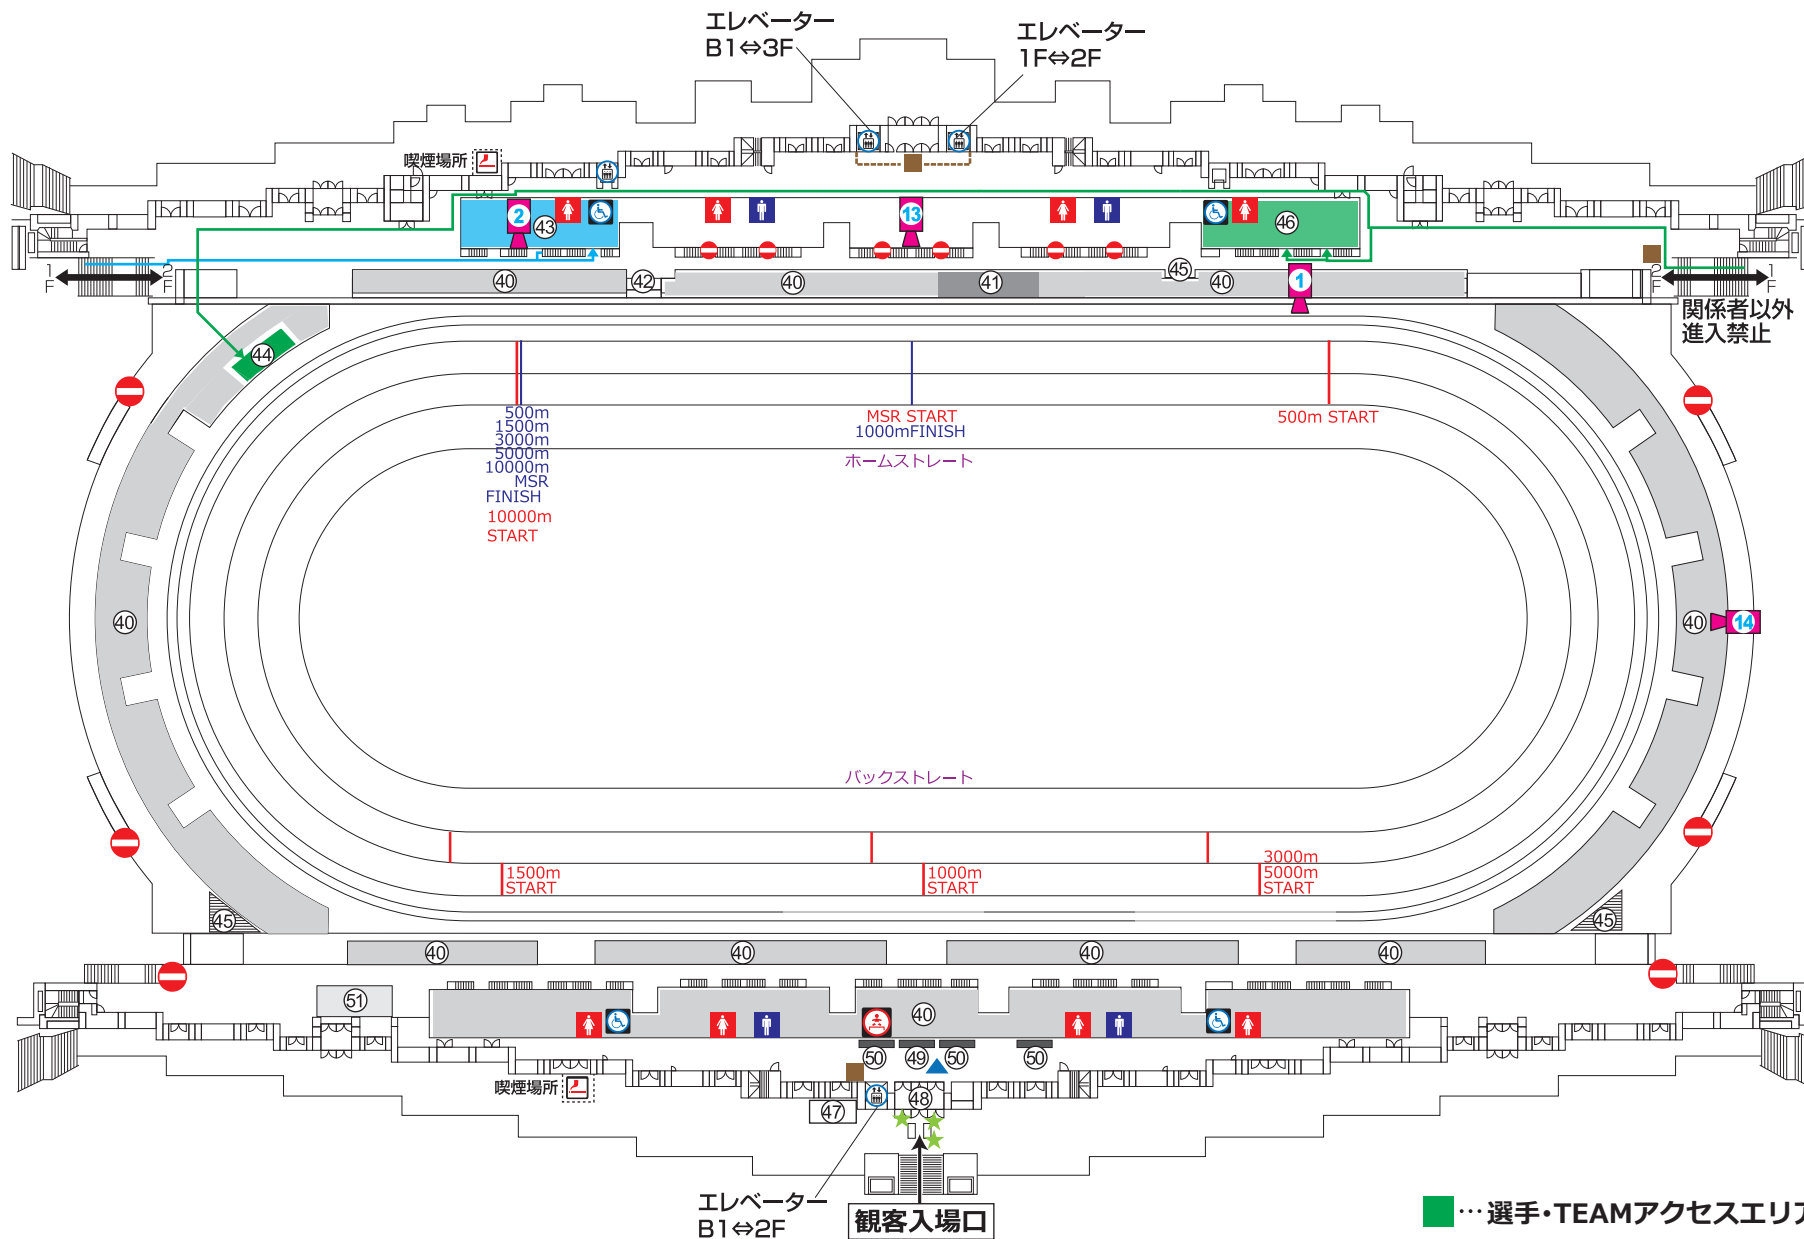 エレベーター
B1⇔3F
エレベーター
1F⇔2F
喫煙場所
2
43
13
46
1F
2F
40
42
40
41
45
40
1
2F
1F
関係者以外
進入禁止
44
500m
1500m
3000m
5000m
10000m
MSR
FINISH
10000m
START
MSR START
1000mFINISH
500m START
ホームストレート
40
40
14
バックストレート
1500m
START
1000m
START
3000m
5000m
START
45
45
40
40
40
40
51
40
50
49
50
50
喫煙場所
47
48
エレベーター
B1⇔2F
観客入場口
…選手・TEAMアクセスエリア